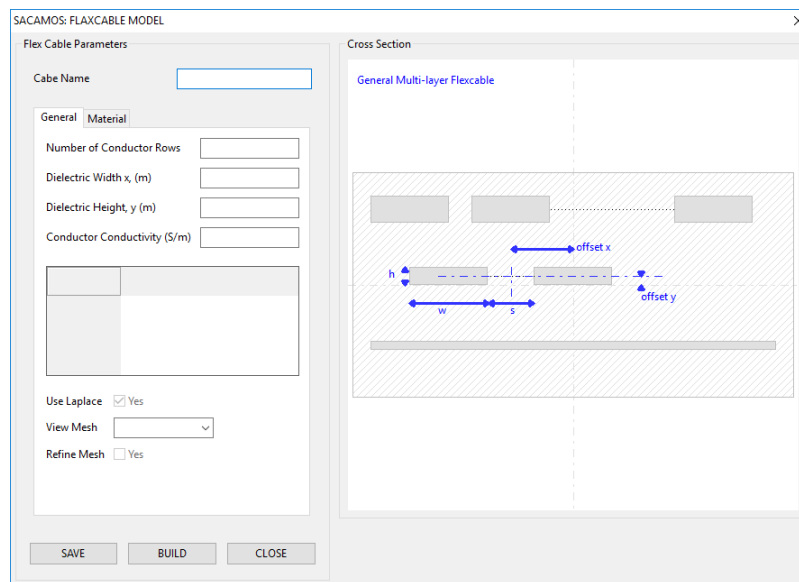 SACAMOS: FLAXCABLE MODEL
Flex Cable Parameters
Cabe Name
General Material
Number of Conductor Rows
Dielectric Width x, (m)
Dielectric Height, y (m)
Conductor Conductivity (S/m)
Use Laplace Yes
View Mesh
Refine Mesh Yes
SAVE BUILD CLOSE
Cross Section
General Multi-layer Flexcable
offset x
h
offset y
w s